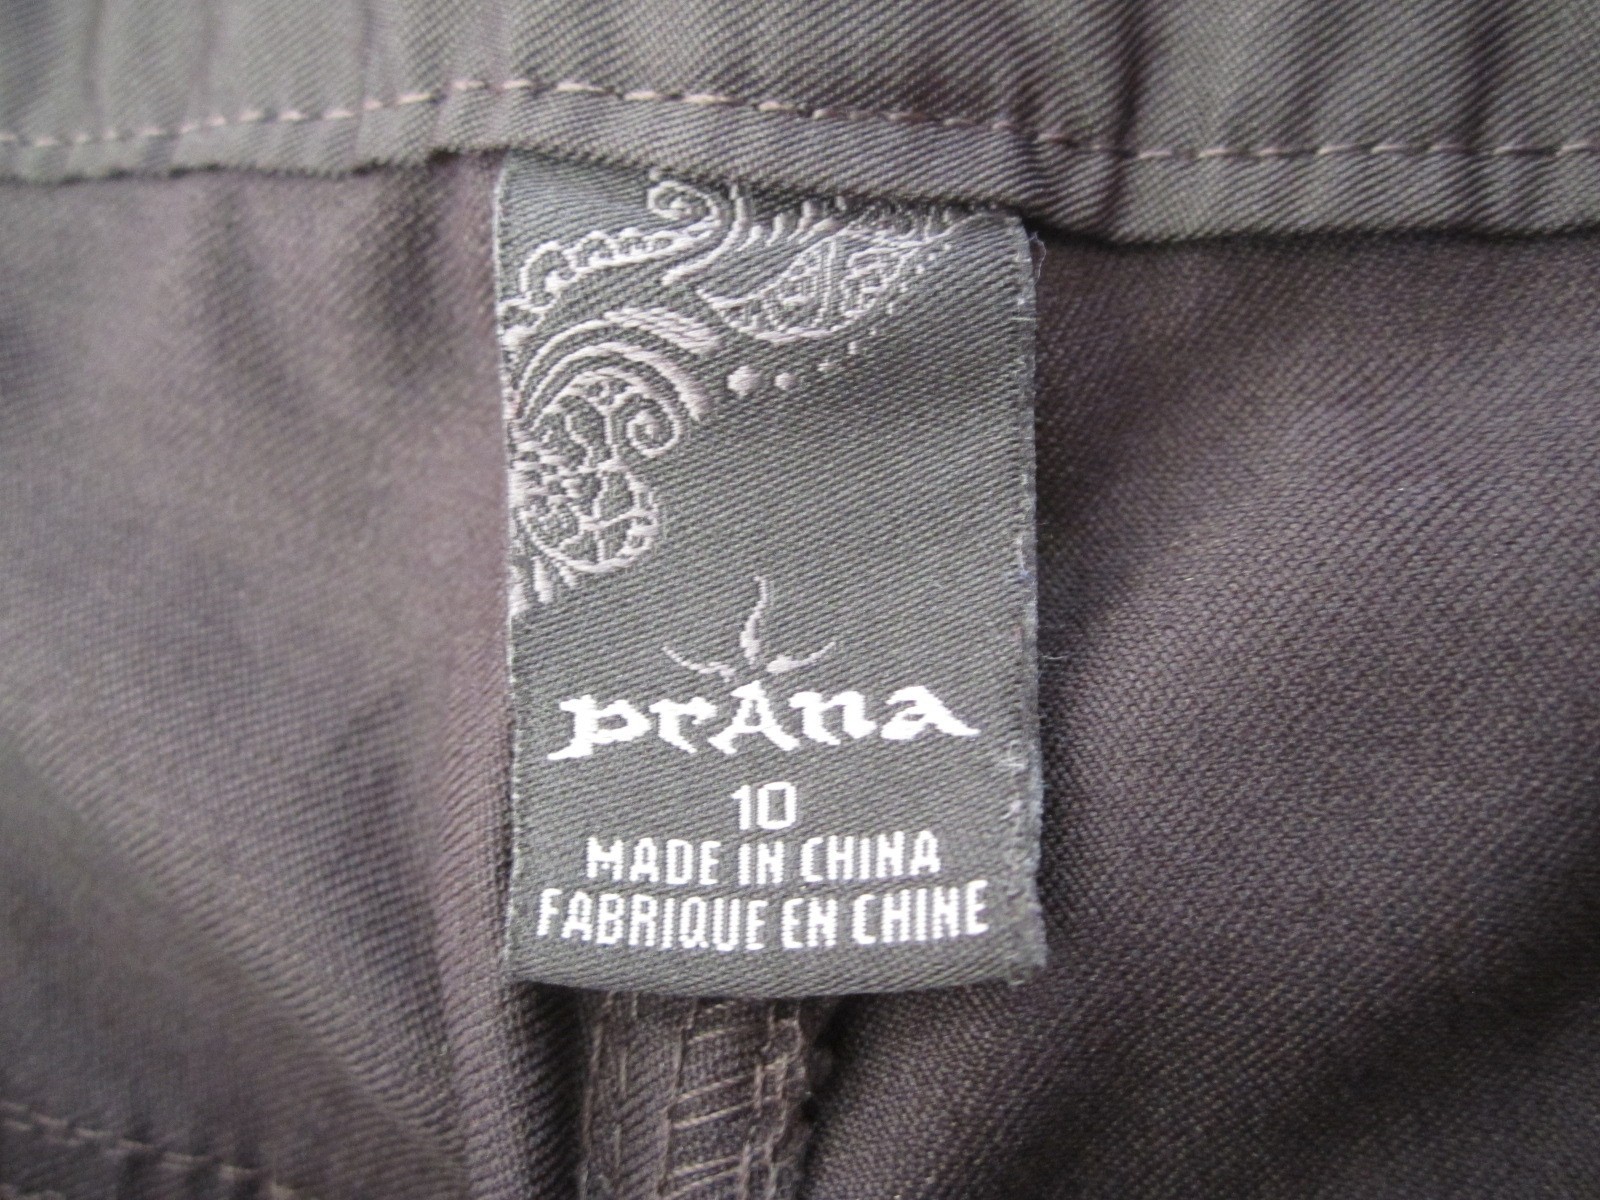 prAna
10
MADE IN CHINA
FABRIQUE EN CHINE